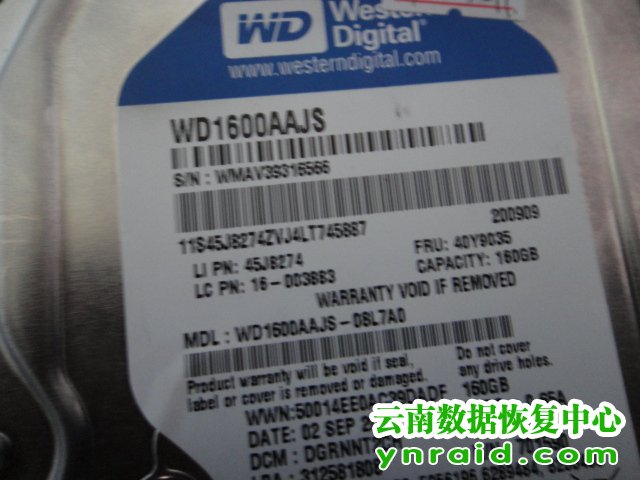 WD Western Digital
www.westerndigital.com
WD1600AAJS
S/N : WMAV39316566
11S45J8274ZVJ4LT745887
200909
LI PN: 45J8274
FRU: 40Y9035
LC PN: 16-003883
CAPACITY: 160GB
WARRANTY VOID IF REMOVED
MDL: WD1600AAJS-08L7A0
Product warranty will be void if seal,
label or cover is removed or damaged.
Do not cover
any drive holes.
160GB
DATE: 02 SEP
云南数据恢复中心
ynraid.com